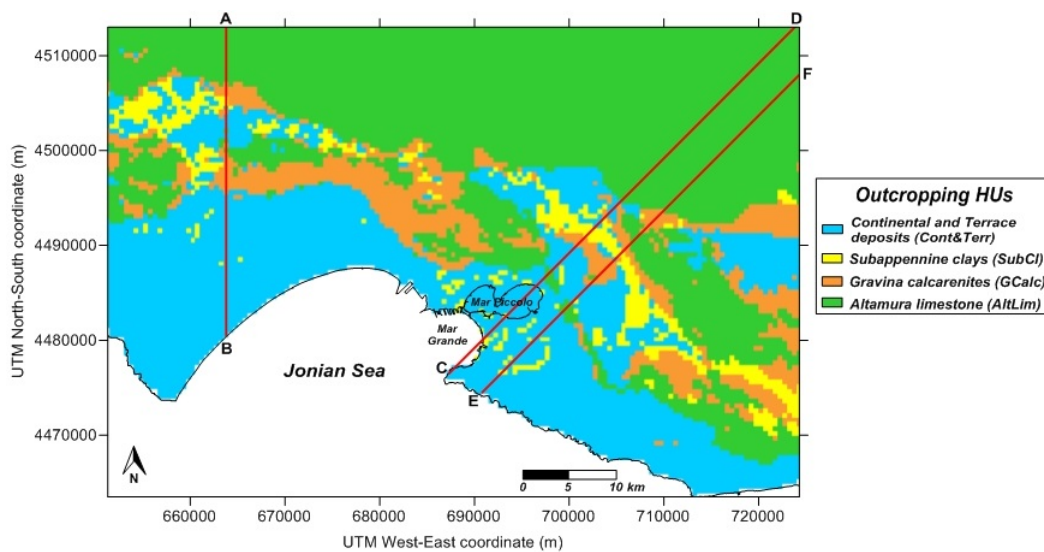 A
D
F
4510000
4500000
4490000
4480000
4470000
UTM North-South coordinate (m)
Mar Piccolo
Mar
Grande
B
C
E
Jonian Sea
N
0 5 10 km
660000 670000 680000 690000 700000 710000 720000
UTM West-East coordinate (m)
Outcropping HUs
Continental and Terrace
deposits (Cont&Terr)
Subappennine clays (SubCl)
Gravina calcarenites (GCalc)
Altamura limestone (AltLim)